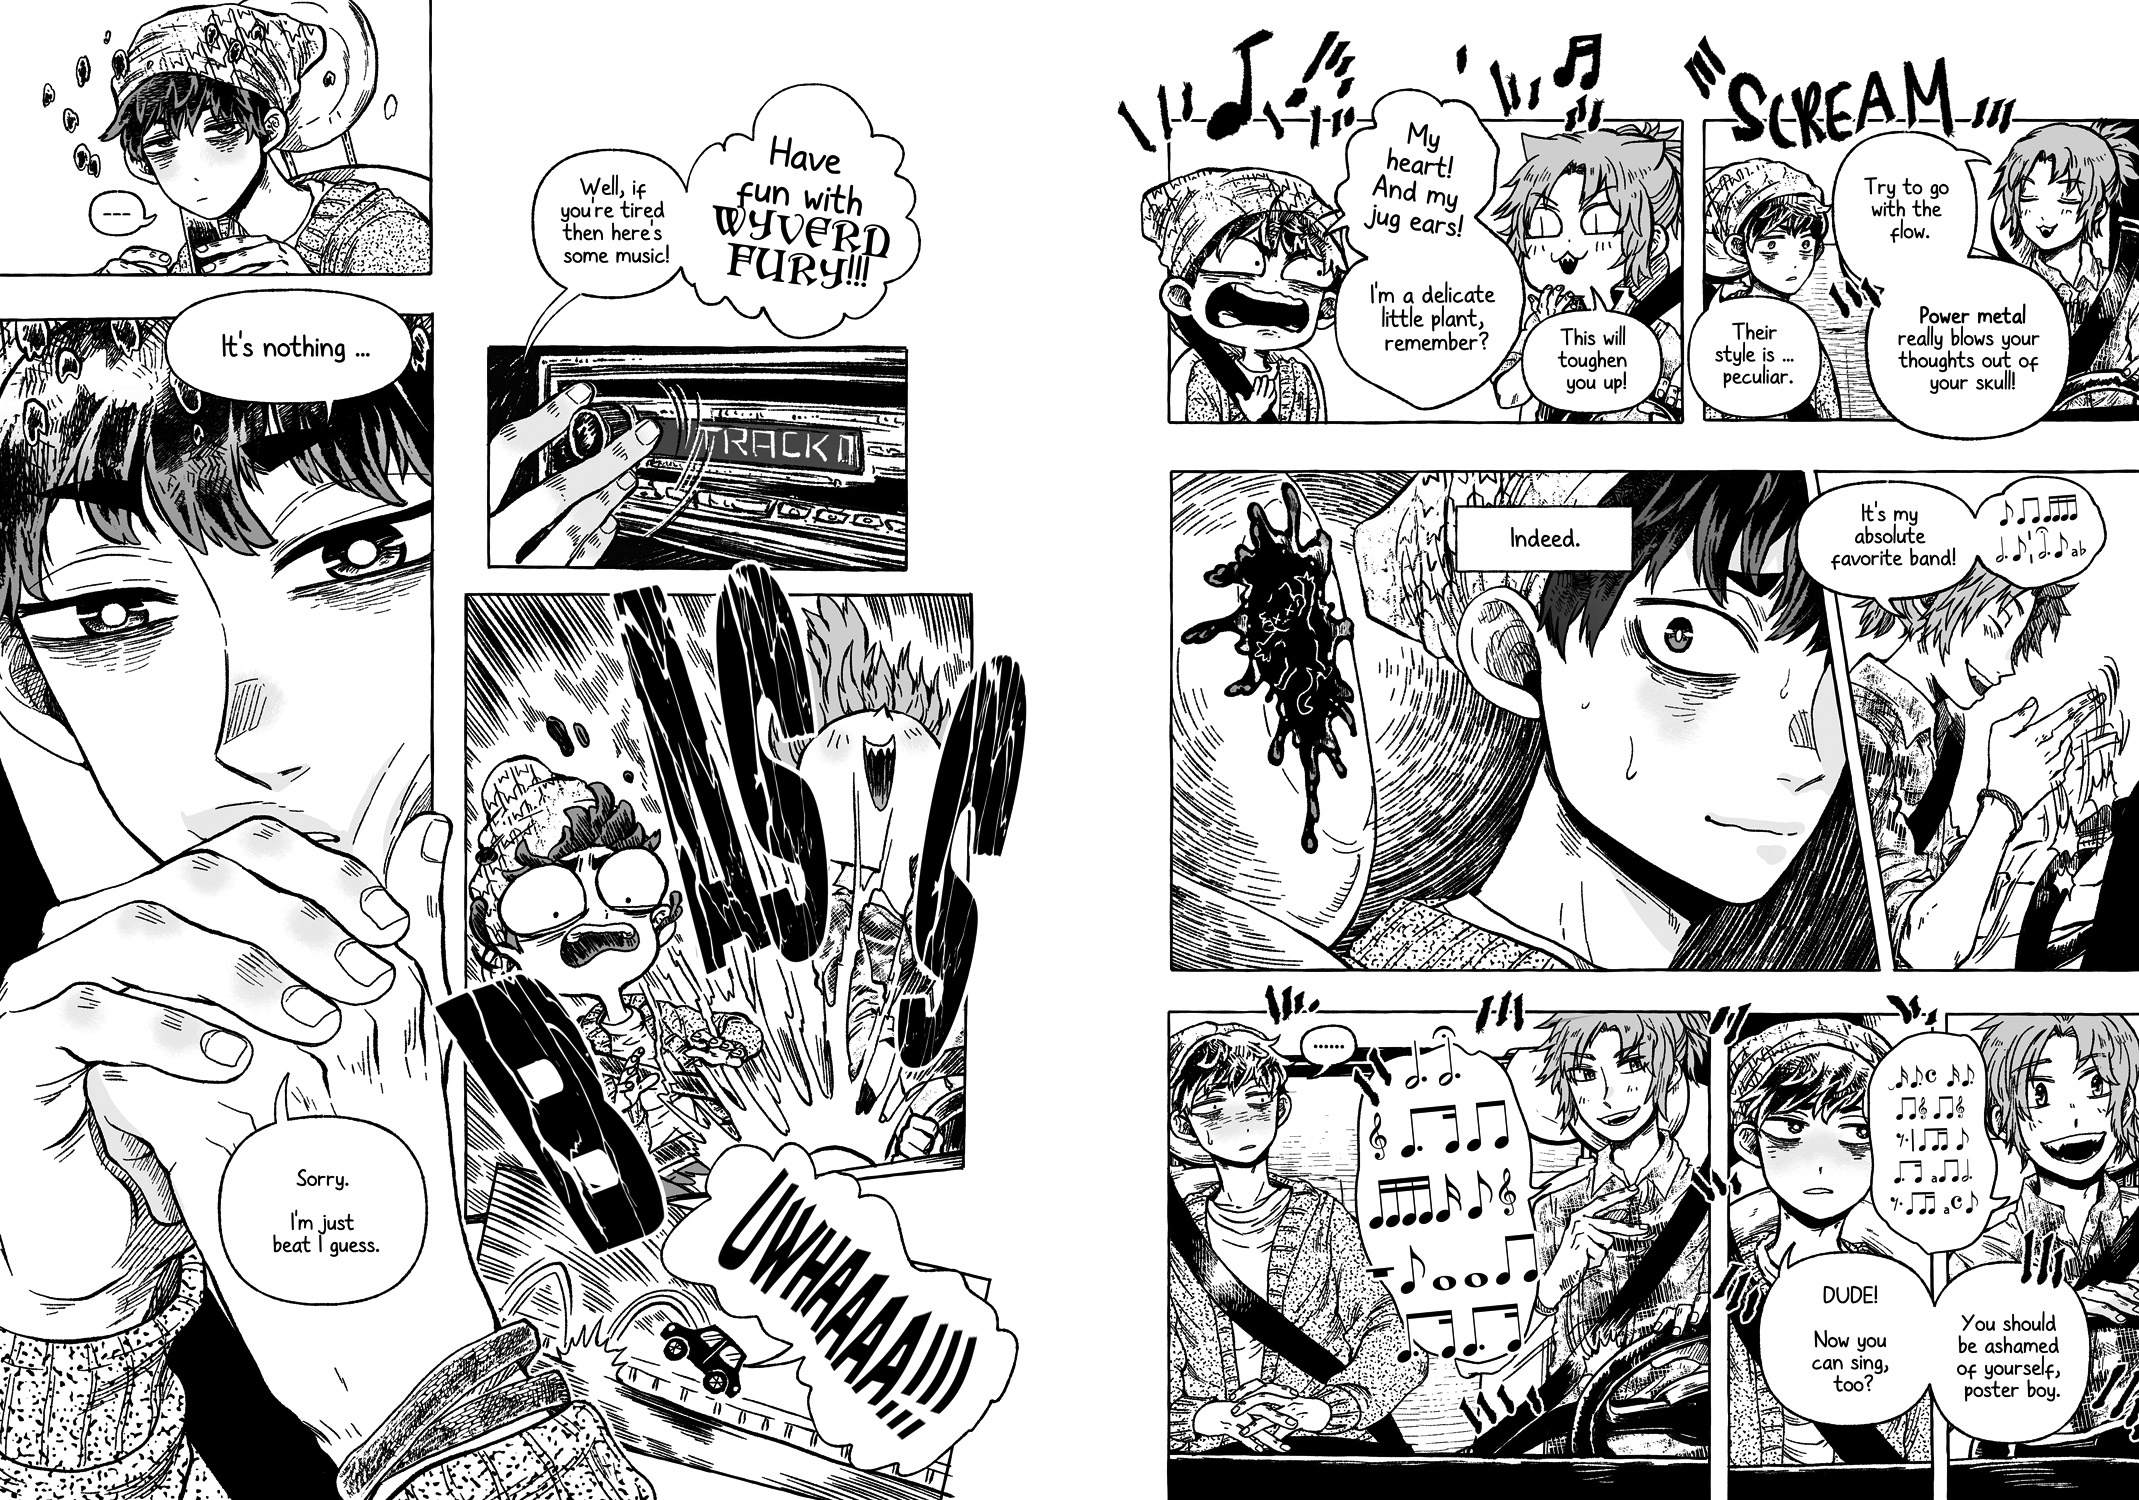 ---
It's nothing ...
Sorry.
I'm just
beat I guess.
Well, if
you're tired
then here's
some music!
Have
fun with
WYVERN
FURY!!!
TRACK
UWHAAAA!!!
My
heart!
And my
jug ears!
I'm a delicate
little plant,
remember?
This will
toughen
you up!
SCREAM
Try to go
with the
flow.
Their
style is ...
peculiar.
Power metal
really blows your
thoughts out of
your skull!
Indeed.
It's my
absolute
favorite band!
.......
DUDE!
Now you
can sing,
too?
You should
be ashamed
of yourself,
poster boy.